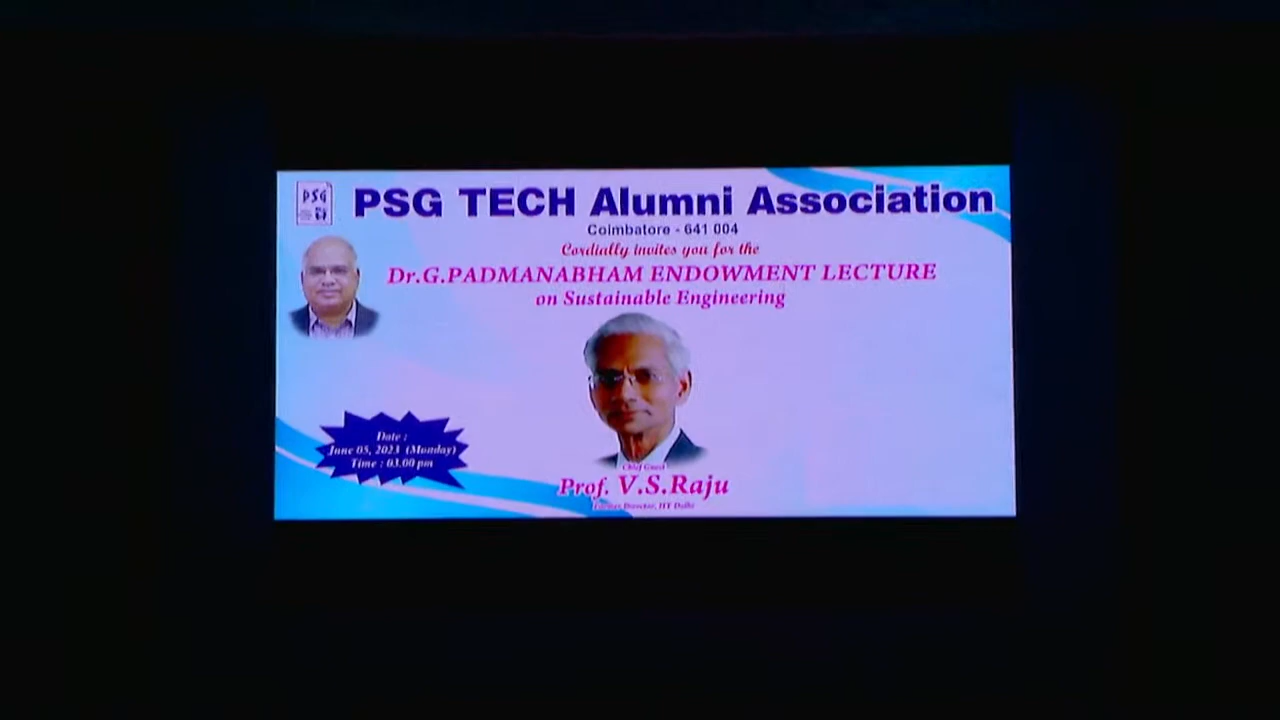 PSG
PSG TECH Alumni Association
Coimbatore - 641 004
Cordially invites you for the
Dr.G.PADMANABHAM ENDOWMENT LECTURE
on Sustainable Engineering
Date :
June 05, 2023 (Monday)
Time : 03.00 pm
Chief Guest
Prof. V.S.Raju
Former Director, IIT Delhi